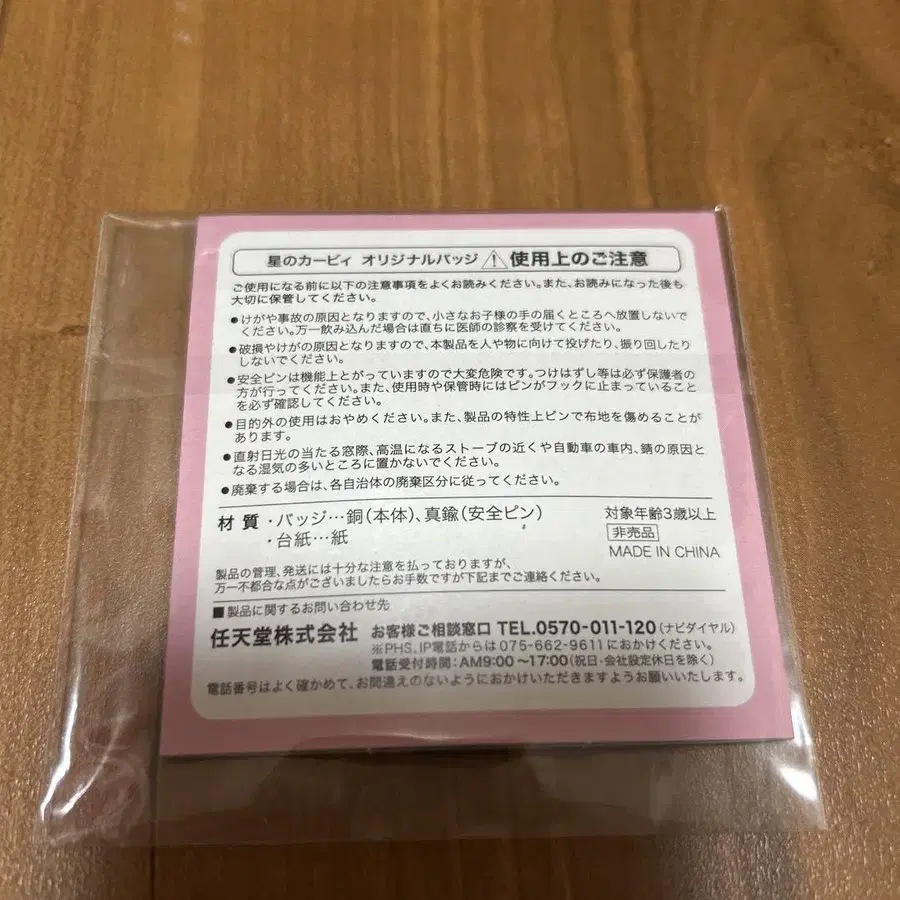 星のカービィ オリジナルバッジ ⚠ 使用上のご注意
ご使用になる前に以下の注意事項をよくお読みください。また、お読みになった後も
大切に保管してください。
●けがや事故の原因となりますので、小さなお子様の手の届くところへ放置しないで
ください。万一飲み込んだ場合は直ちに医師の診察を受けてください。
●破損やけがの原因となりますので、本製品を人や物に向けて投げたり、振り回したり
しないでください。
●安全ピンは機能上とがっていますので大変危険です。つけはずし等は必ず保護者の
方が行ってください。また、使用時や保管時にはピンがフックに止まっていること
を必ず確認してください。
●目的外の使用はおやめください。また、製品の特性上ピンで布地を傷めることが
あります。
●直射日光の当たる窓際、高温になるストーブの近くや自動車の車内、錆の原因と
なる湿気の多いところに置かないでください。
●廃棄する場合は、各自治体の廃棄区分に従ってください。
材 質 ・バッジ…銅(本体)、真鍮(安全ピン)
・台紙…紙
対象年齢3歳以上
非売品
MADE IN CHINA
製品の管理、発送には十分な注意を払っておりますが、
万一不都合な点がございましたらお手数ですが下記までご連絡ください。
■製品に関するお問い合わせ先
任天堂株式会社 お客様ご相談窓口 TEL.0570-011-120(ナビダイヤル)
※PHS、IP電話からは 075-662-9611におかけください。
電話受付時間:AM9:00~17:00(祝日・会社設定休日を除く)
電話番号はよく確かめて、お間違えのないようにおかけいただきますようお願いいたします。